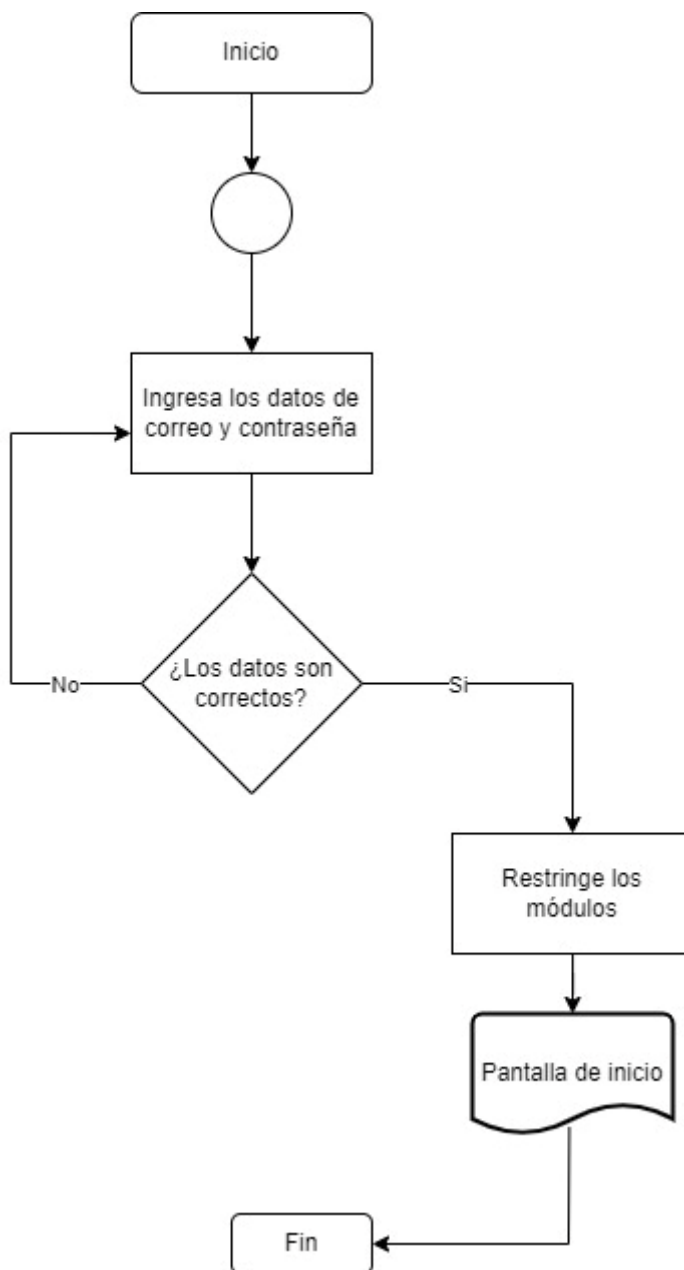 Inicio
Ingresa los datos de
correo y contraseña
¿Los datos son
correctos?
No
Si
Restringe los
módulos
Pantalla de inicio
Fin